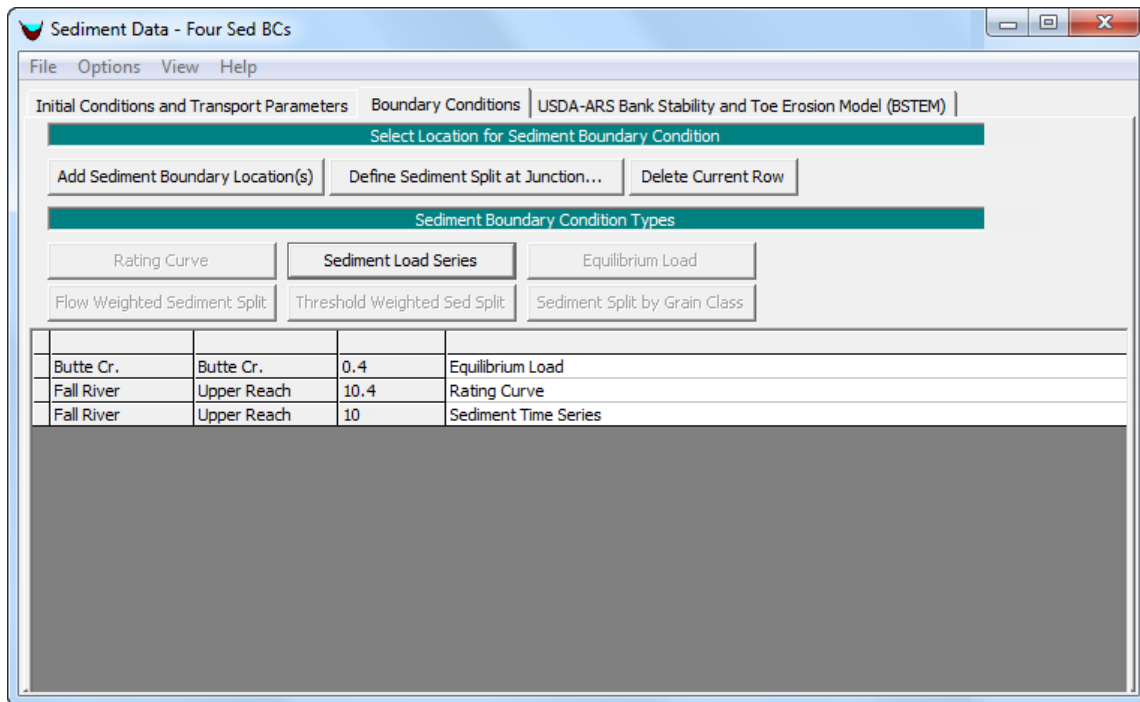 Sediment Data - Four Sed BCs
File Options View Help
Initial Conditions and Transport Parameters Boundary Conditions USDA-ARS Bank Stability and Toe Erosion Model (BSTEM)
Select Location for Sediment Boundary Condition
Add Sediment Boundary Location(s) Define Sediment Split at Junction... Delete Current Row
Sediment Boundary Condition Types
Rating Curve Sediment Load Series Equilibrium Load
Flow Weighted Sediment Split Threshold Weighted Sed Split Sediment Split by Grain Class
Butte Cr. Butte Cr. 0.4 Equilibrium Load
Fall River Upper Reach 10.4 Rating Curve
Fall River Upper Reach 10 Sediment Time Series